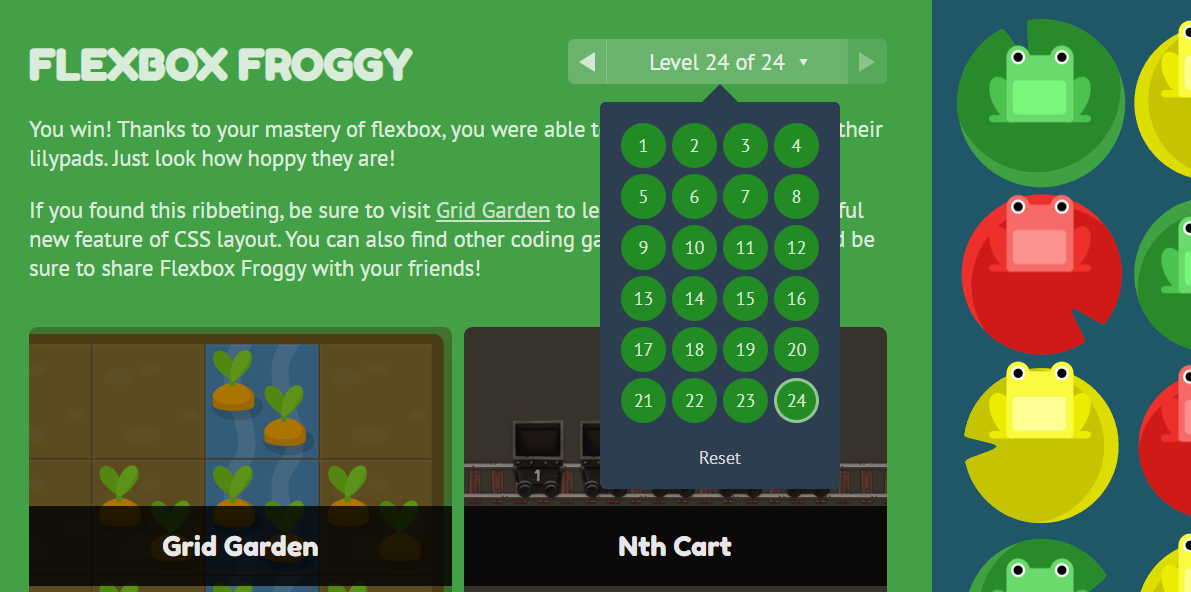 FLEXBOX FROGGY
◀ Level 24 of 24 ▼ ▶
You win! Thanks to your mastery of flexbox, you were able t their
lilypads. Just look how hoppy they are!
If you found this ribbeting, be sure to visit Grid Garden to le ful
new feature of CSS layout. You can also find other coding ga d be
sure to share Flexbox Froggy with your friends!
1 2 3 4
5 6 7 8
9 10 11 12
13 14 15 16
17 18 19 20
21 22 23 24
Reset
1
Grid Garden
Nth Cart